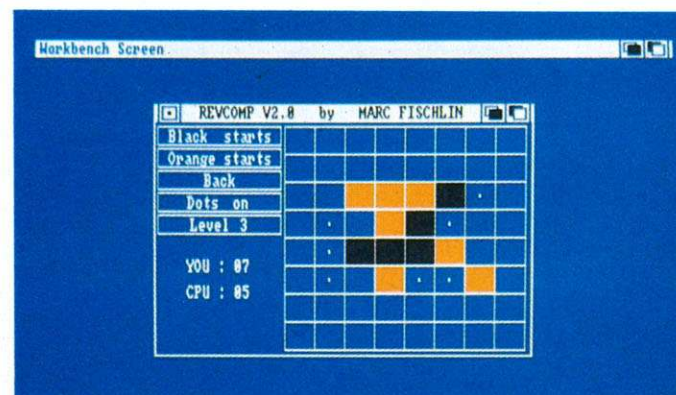 Workbench Screen
REVCOMP V2.0 by MARC FISCHLIN
Black starts
Orange starts
Back
Dots on
Level 3
YOU : 07
CPU : 05